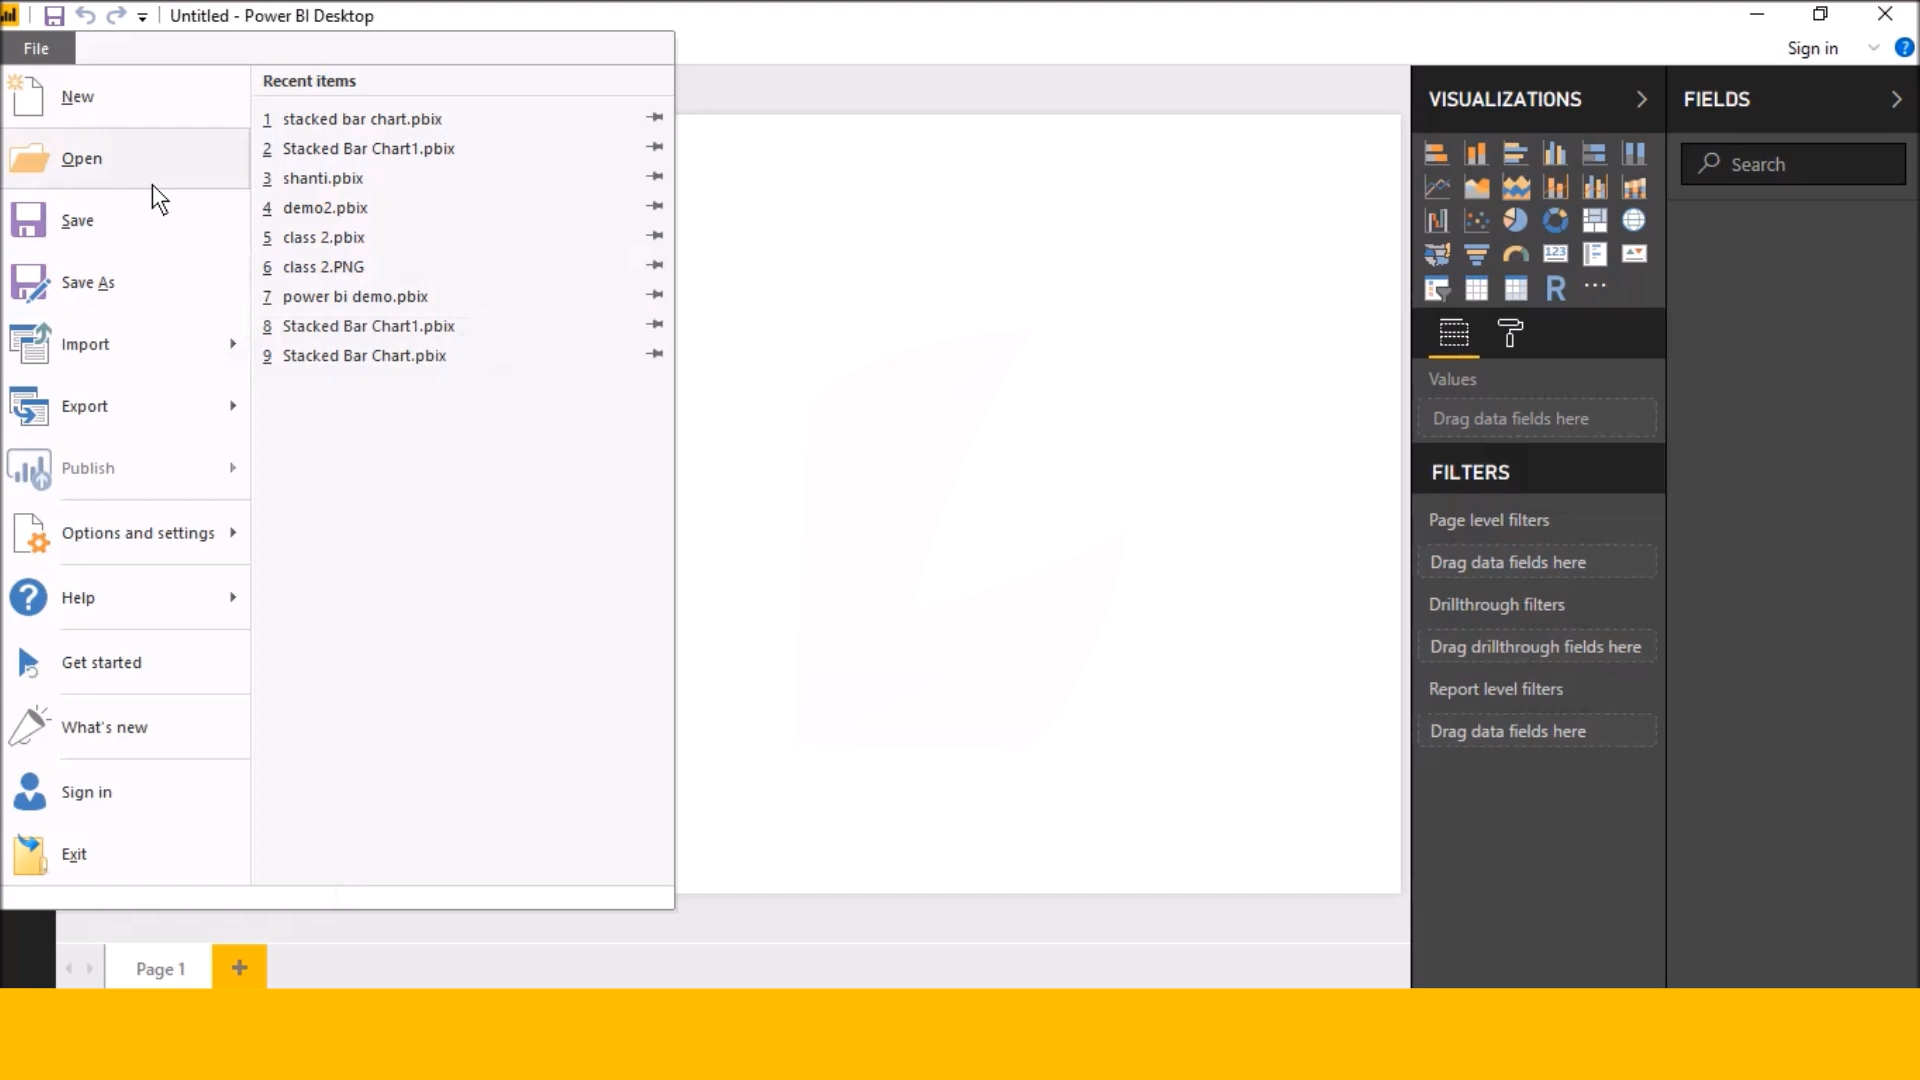 Untitled - Power BI Desktop
File
Sign in
?
New
Open
Save
Save As
Import
Export
Publish
Options and settings
Help
Get started
What's new
Sign in
Exit
Recent items
1 stacked bar chart.pbix
2 Stacked Bar Chart1.pbix
3 shanti.pbix
4 demo2.pbix
5 class 2.pbix
6 class 2.PNG
7 power bi demo.pbix
8 Stacked Bar Chart1.pbix
9 Stacked Bar Chart.pbix
VISUALIZATIONS
123
R
Values
Drag data fields here
FILTERS
Page level filters
Drag data fields here
Drillthrough filters
Drag drillthrough fields here
Report level filters
Drag data fields here
FIELDS
Search
Page 1